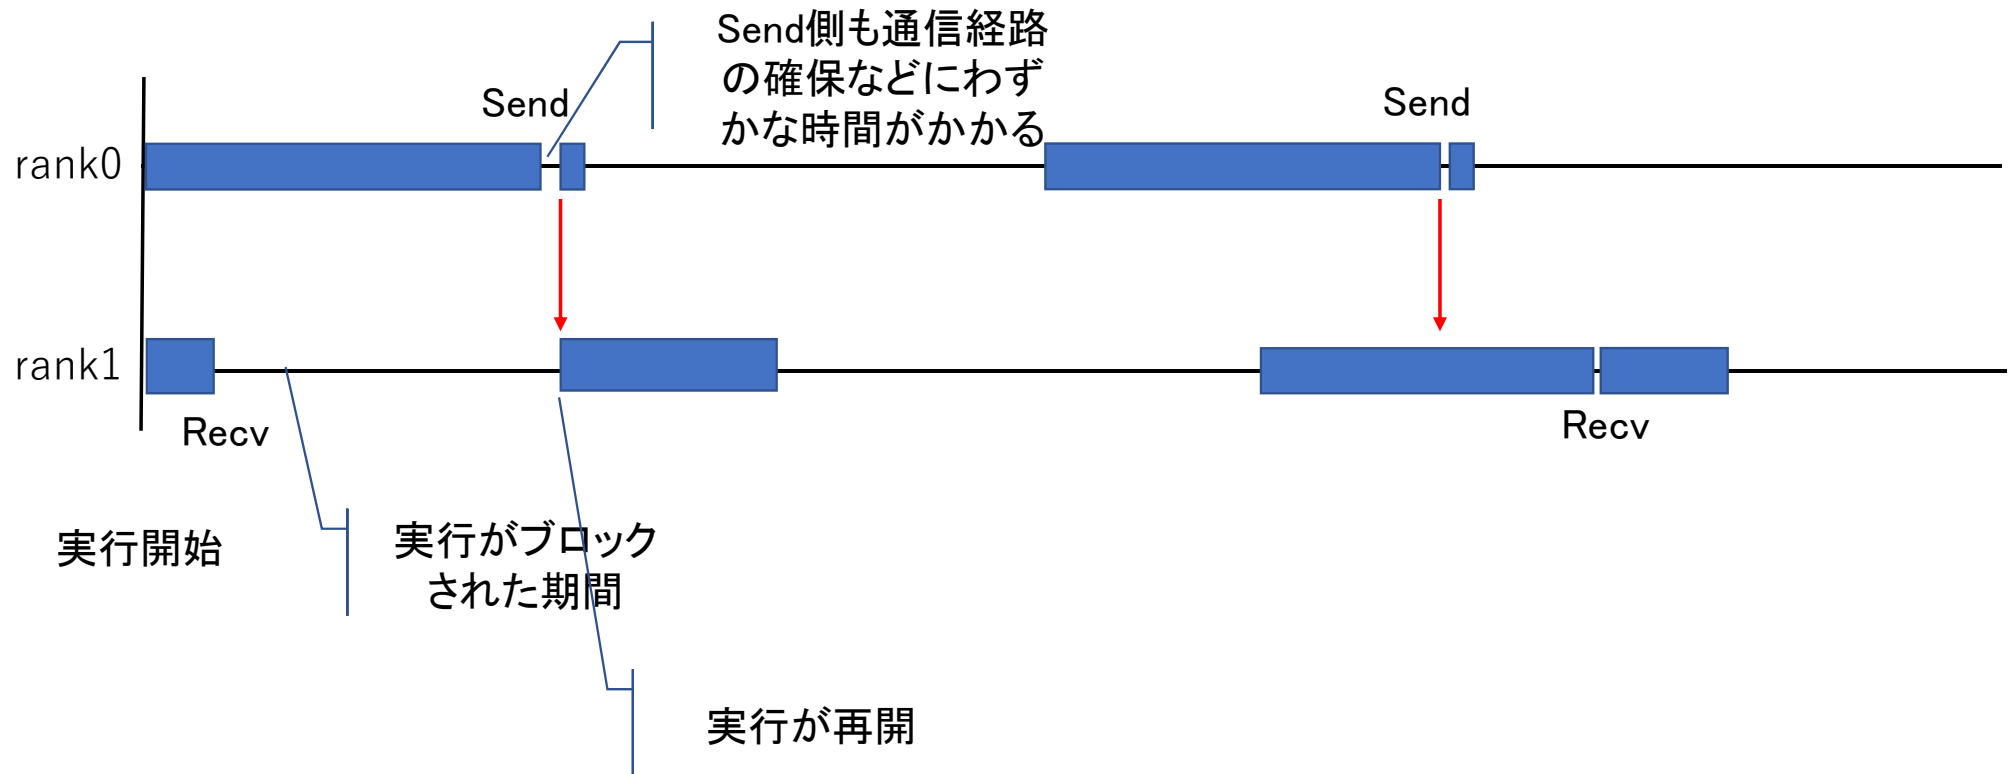 Send側も通信経路
の確保などにわず
かな時間がかかる
Send
Send
rank0
rank1
Recv
Recv
実行開始
実行がブロック
された期間
実行が再開